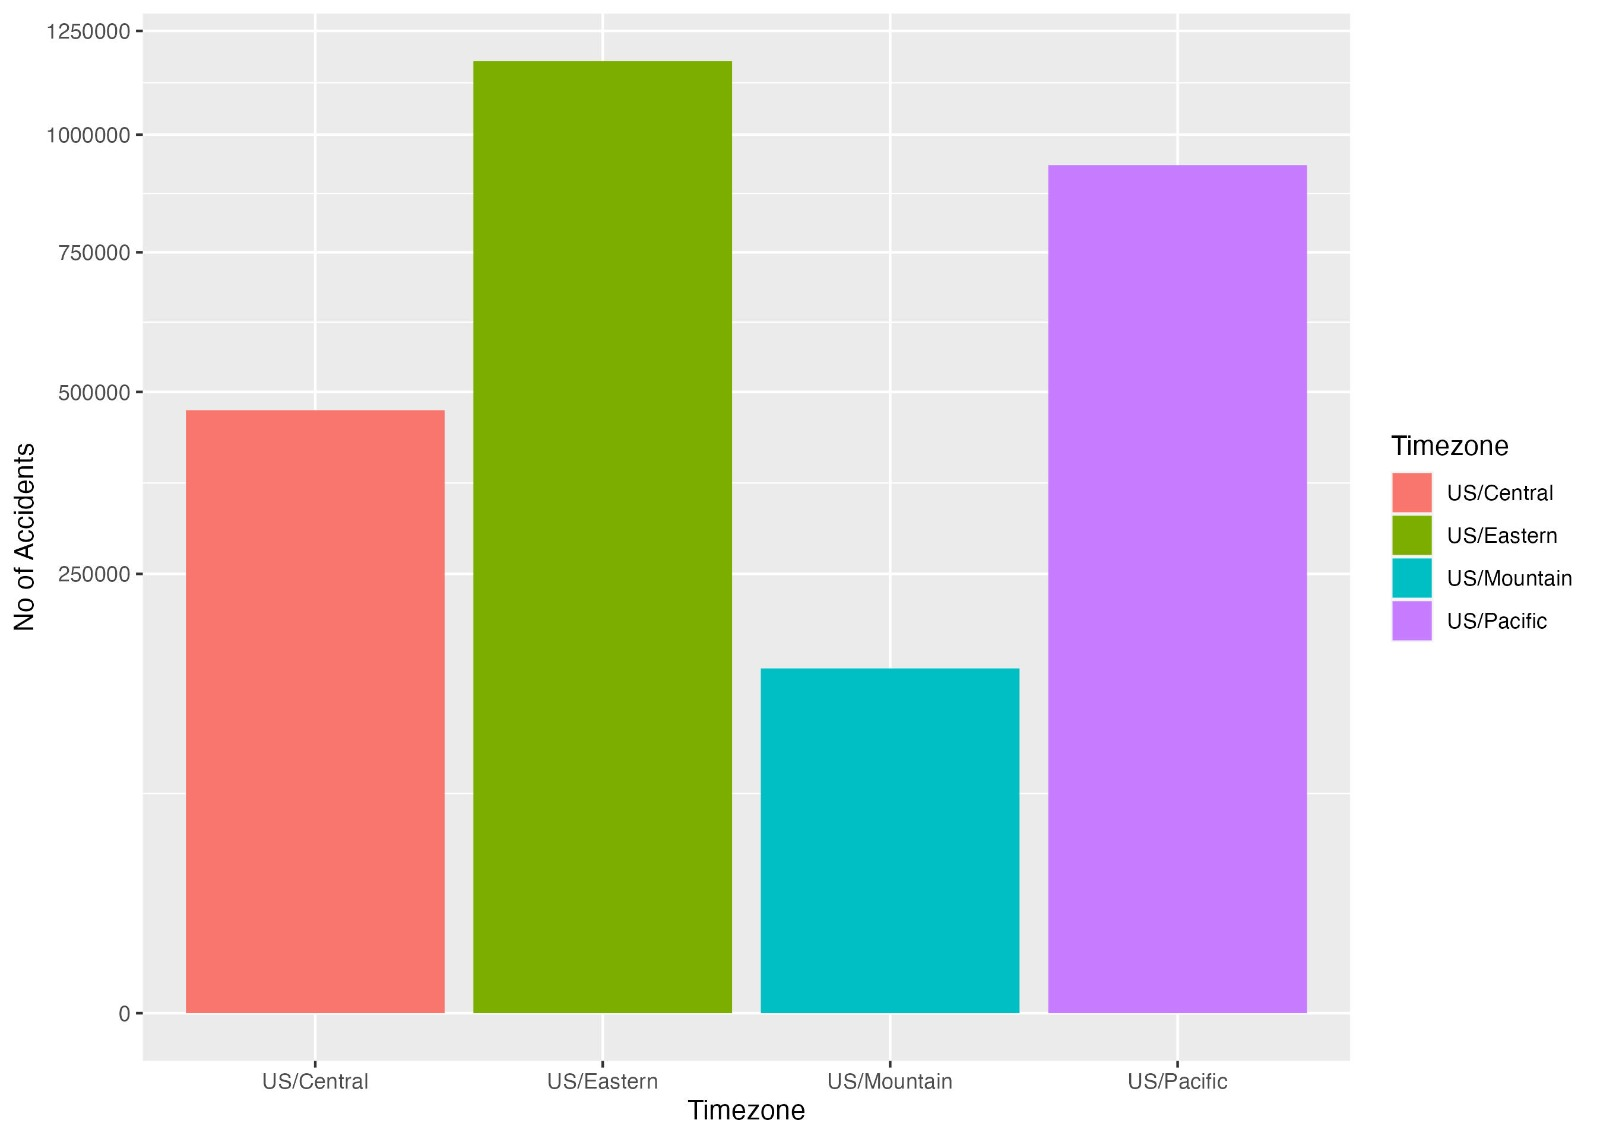 1250000
1000000
750000
500000
250000
0
No of Accidents
US/Central
US/Eastern
US/Mountain
US/Pacific
Timezone
Timezone
US/Central
US/Eastern
US/Mountain
US/Pacific